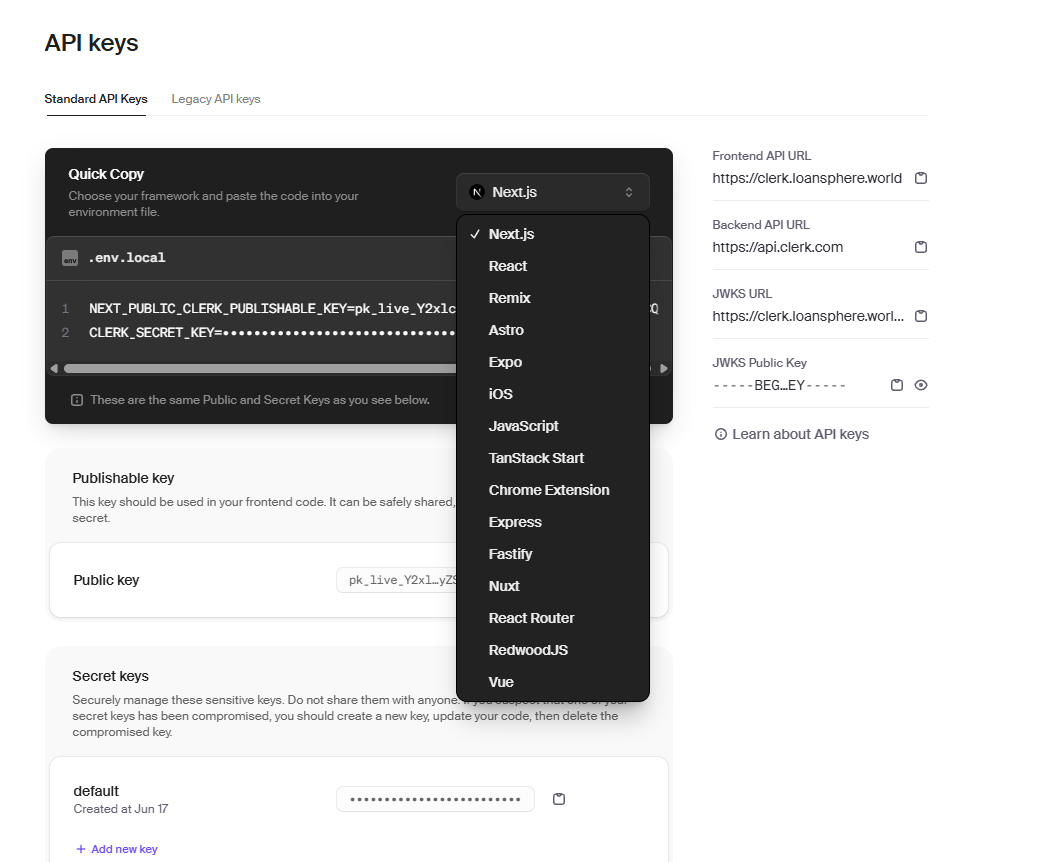 API keys
Standard API Keys
Legacy API keys
Quick Copy
Choose your framework and paste the code into your
environment file.
Next.js
env
.env.local
1 NEXT_PUBLIC_CLERK_PUBLISHABLE_KEY=pk_live_Y2xlc
2 CLERK_SECRET_KEY=••••••••••••••••••••••••••••••
These are the same Public and Secret Keys as you see below.
Next.js
React
Remix
Astro
Expo
iOS
JavaScript
TanStack Start
Chrome Extension
Express
Fastify
Nuxt
React Router
RedwoodJS
Vue
Publishable key
This key should be used in your frontend code. It can be safely shared,
secret.
Public key
pk_live_Y2xl…yZS
Secret keys
Securely manage these sensitive keys. Do not share them with anyone. If you suspect that one of your
secret keys has been compromised, you should create a new key, update your code, then delete the
compromised key.
default
Created at Jun 17
•••••••••••••••••••••••••
+ Add new key
Frontend API URL
https://clerk.loansphere.world
Backend API URL
https://api.clerk.com
JWKS URL
https://clerk.loansphere.worl...
JWKS Public Key
-----BEG…EY-----
Learn about API keys